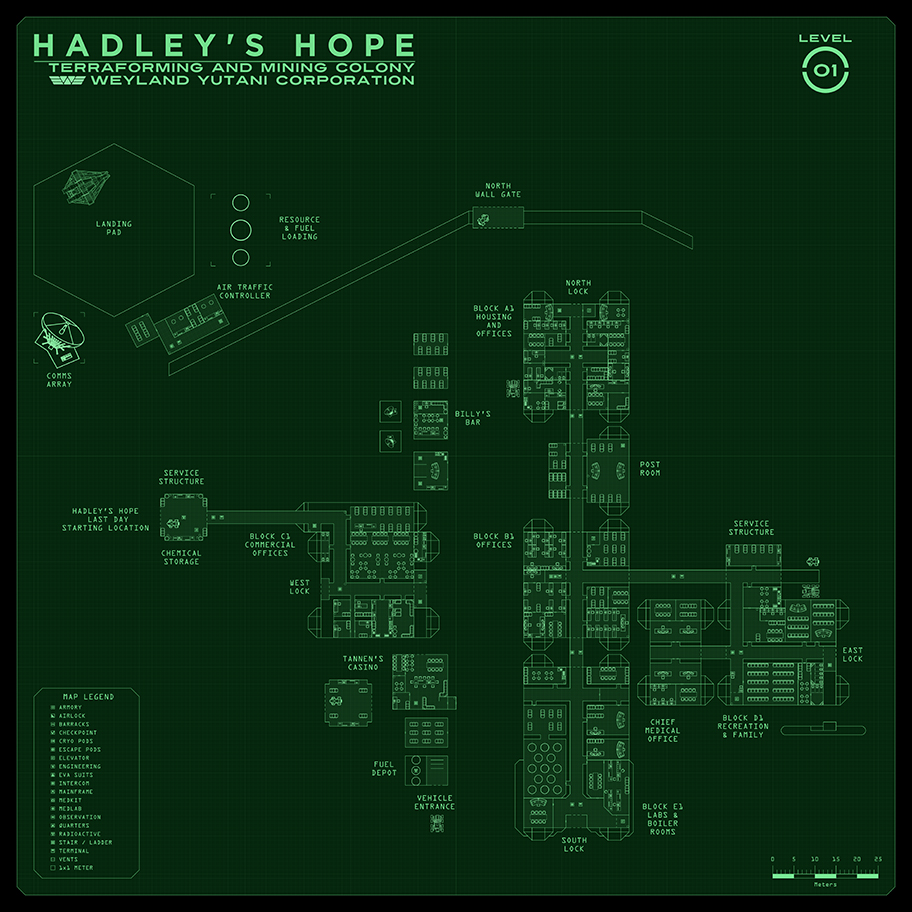 HADLEY'S HOPE
TERRAFORMING AND MINING COLONY
WEYLAND YUTANI CORPORATION
LEVEL
01
NORTH
WALL GATE
LANDING
PAD
RESOURCE
& FUEL
LOADING
AIR TRAFFIC
CONTROLLER
COMMS
ARRAY
NORTH
LOCK
BLOCK A1
HOUSING
AND
OFFICES
BILLY'S
BAR
POST
ROOM
SERVICE
STRUCTURE
HADLEY'S HOPE
LAST DAY
STARTING LOCATION
CHEMICAL
STORAGE
BLOCK C1
COMMERCIAL
OFFICES
WEST
LOCK
BLOCK B1
OFFICES
SERVICE
STRUCTURE
EAST
LOCK
TANNEN'S
CASINO
CHIEF
MEDICAL
OFFICE
BLOCK D1
RECREATION
& FAMILY
FUEL
DEPOT
VEHICLE
ENTRANCE
BLOCK E1
LABS &
BOILER
ROOMS
SOUTH
LOCK
MAP LEGEND
ARMORY
AIRLOCK
BARRACKS
CHECKPOINT
CRYO PODS
ESCAPE PODS
ELEVATOR
ENGINEERING
EVA SUITS
INTERCOM
MAINFRAME
MEDKIT
MEDLAB
OBSERVATION
QUARTERS
RADIOACTIVE
STAIR / LADDER
TERMINAL
VENTS
1x1 METER
0 5 10 15 20 25
Meters